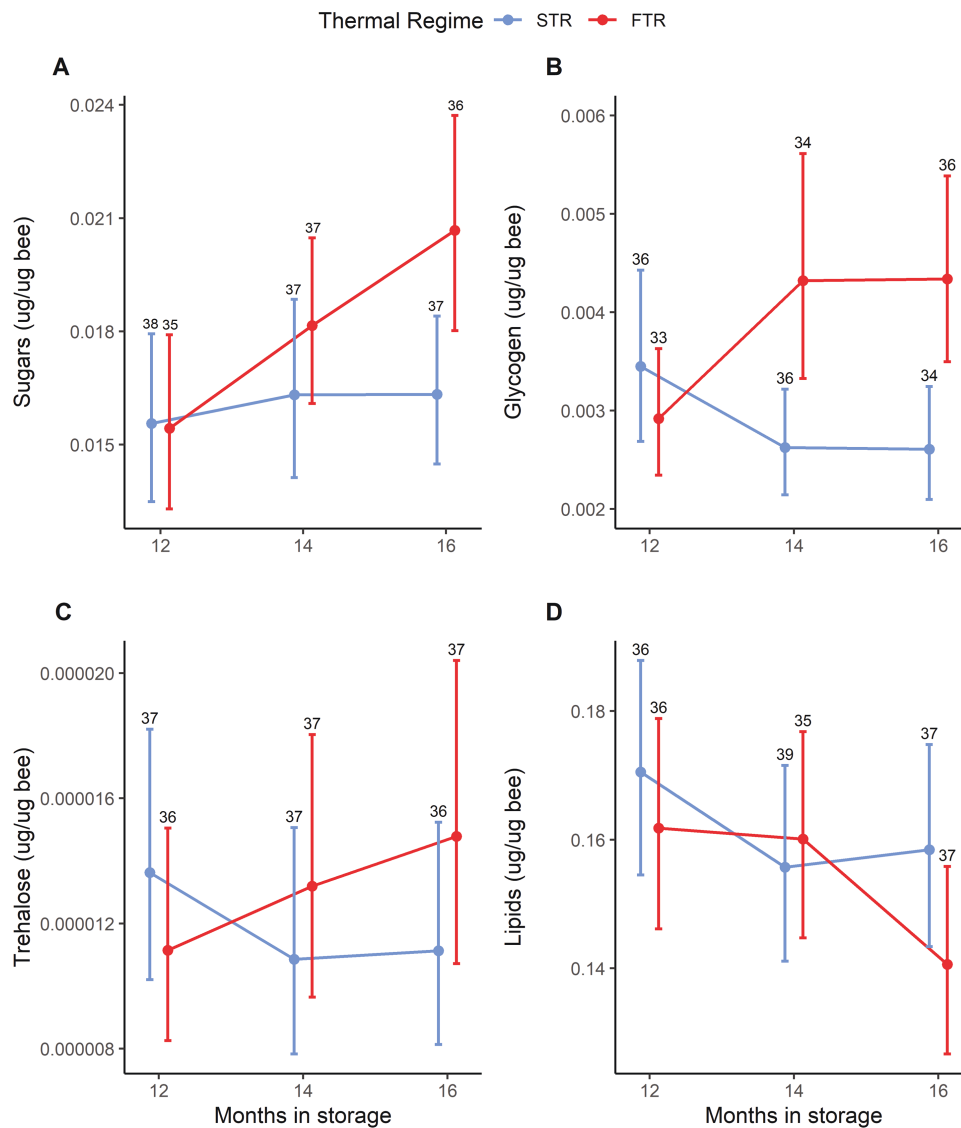 Thermal Regime STR FTR
A
Sugars (ug/ug bee)
0.024
0.021
0.018
0.015
38 35 37 37 37 36
12 14 16
B
Glycogen (ug/ug bee)
0.006
0.005
0.004
0.003
0.002
36 33 36 34 34 36
12 14 16
C
Trehalose (ug/ug bee)
0.000020
0.000016
0.000012
0.000008
37 36 37 37 36 37
12 14 16
Months in storage
D
Lipids (ug/ug bee)
0.18
0.16
0.14
36 36 39 35 37 37
12 14 16
Months in storage